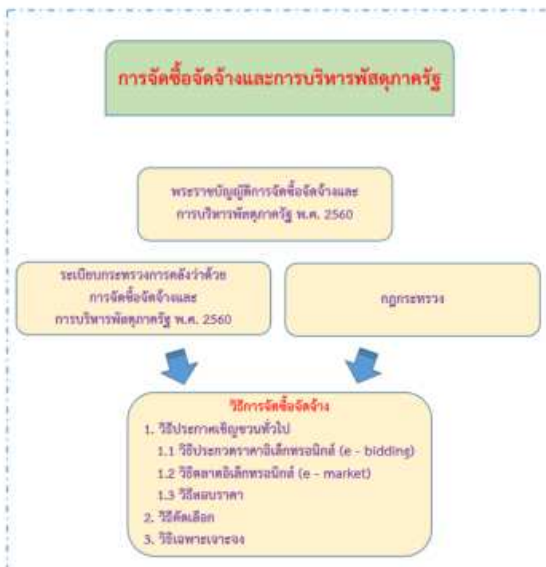 การจัดซื้อจัดจ้างและการบริหารพัสดุภาครัฐ
พระราชบัญญัติการจัดซื้อจัดจ้างและ
การบริหารพัสดุภาครัฐ พ.ศ. 2560
ระเบียบกระทรวงการคลังว่าด้วย
การจัดซื้อจัดจ้างและ
การบริหารพัสดุภาครัฐ พ.ศ. 2560
กฎกระทรวง
วิธีการจัดซื้อจัดจ้าง
1. วิธีประกาศเชิญชวนทั่วไป
1.1 วิธีประกวดราคาอิเล็กทรอนิกส์ (e - bidding)
1.2 วิธีตลาดอิเล็กทรอนิกส์ (e - market)
1.3 วิธีสอบราคา
2. วิธีคัดเลือก
3. วิธีเฉพาะเจาะจง